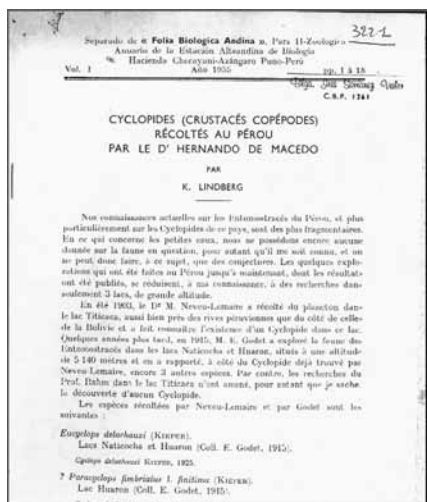 3221
Separado de « Folia Biologica Andina », Para II-Zoologica
Anuario de la Estación Altoandina de Biología
Hacienda Checayani-Azángaro Puno-Perú
Vol. 1 Año 1955 pp. 1 à 18
C.B.P. 1261
CYCLOPIDES (CRUSTACÉS COPÉPODES)
RÉCOLTÉS AU PÉROU
PAR LE Dr HERNANDO DE MACEDO
PAR
K. LINDBERG
Nos connaissances actuelles sur les Entomostracés du Pérou, et plus
particulièrement sur les Cyclopides de ce pays, sont des plus fragmentaires.
En ce qui concerne les petites eaux, nous ne possédons encore aucune
donnée sur la faune en question, pour autant qu'il me soit connu, et on
ne peut donc faire, à ce sujet, que des conjectures. Les quelques explo-
rations qui ont été faites au Pérou jusqu'à maintenant, dont les résultats
ont été publiés, se réduisent, à ma connaissance, à des recherches dans
seulement 3 lacs, de grande altitude.
En été 1903, le Dr M. Neveu-Lemaire a récolté du plancton dans
le lac Titicaca, aussi bien près des rives péruviennes que du côté de celles
de la Bolivie et a fait connaître l'existence d'un Cyclopide dans ce lac.
Quelques années plus tard, en 1915, M. E. Godet a exploré la faune des
Entomostracés dans les lacs Naticocha et Huaron, situés à une altitude
de 5 140 mètres et en a rapporté, à côté du Cyclopide déjà trouvé par
Neveu-Lemaire, encore 3 autres espèces. Par contre, les recherches du
Prof. Rahm dans le lac Titicaca n'ont amené, pour autant que je sache,
la découverte d'aucun Cyclopide.
Les espèces récoltées par Neveu-Lemaire et par Godet sont les
suivantes :
Eucyclops delachauxi (KIEFER).
Lacs Naticocha et Huaron (Coll. E. Godet, 1915).
Cyclops delachauxi KIEFER, 1925.
? Paracyclops fimbriatus f. finitima (KIEFER).
Lac Huaron (Coll. E. Godet, 1915).